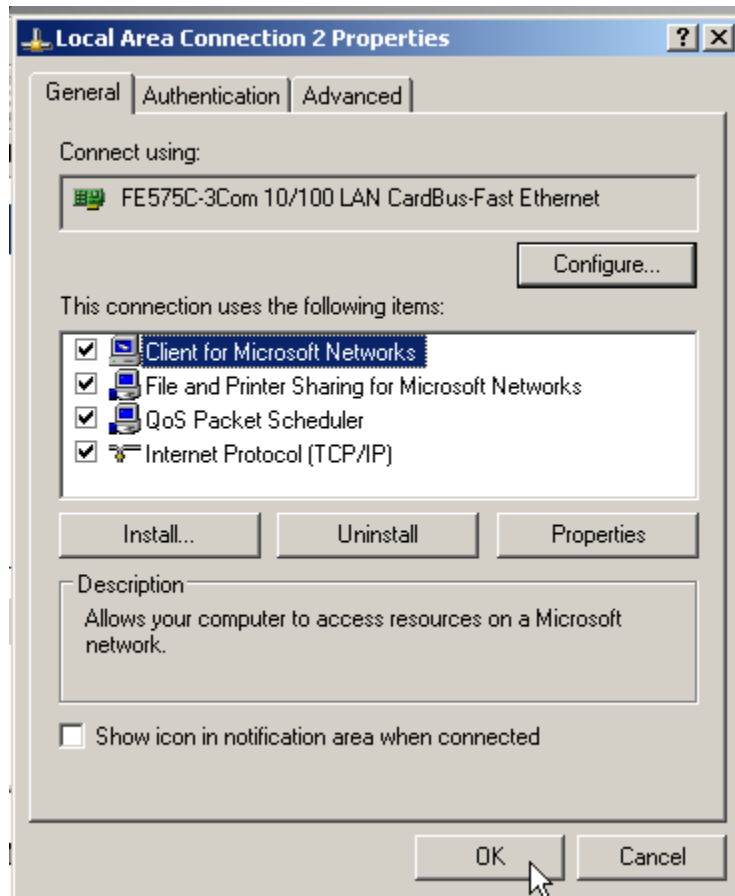 Local Area Connection 2 Properties
General
Authentication
Advanced
Connect using:
FE575C-3Com 10/100 LAN CardBus-Fast Ethernet
Configure...
This connection uses the following items:
Client for Microsoft Networks
File and Printer Sharing for Microsoft Networks
QoS Packet Scheduler
Internet Protocol (TCP/IP)
Install...
Uninstall
Properties
Description
Allows your computer to access resources on a Microsoft
network.
Show icon in notification area when connected
OK
Cancel